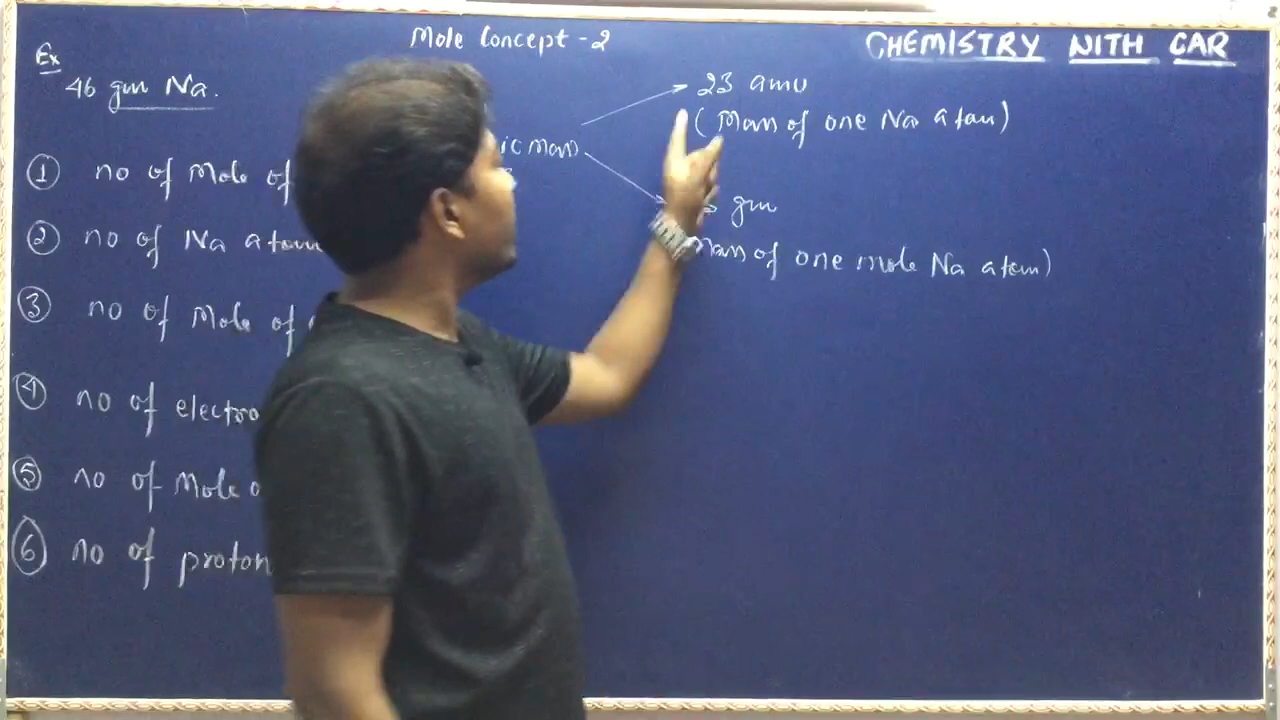 Mole Concept - 2
CHEMISTRY WITH CAR
Ex
46 gm Na.
① no of Mole of
② no of Na atom
③ no of Mole of
④ no of electro
⑤ no of Mole o
⑥ no of proton
ic Mass
23 amu
(Mass of one Na atom)
gm
Mass of one mole Na atom)